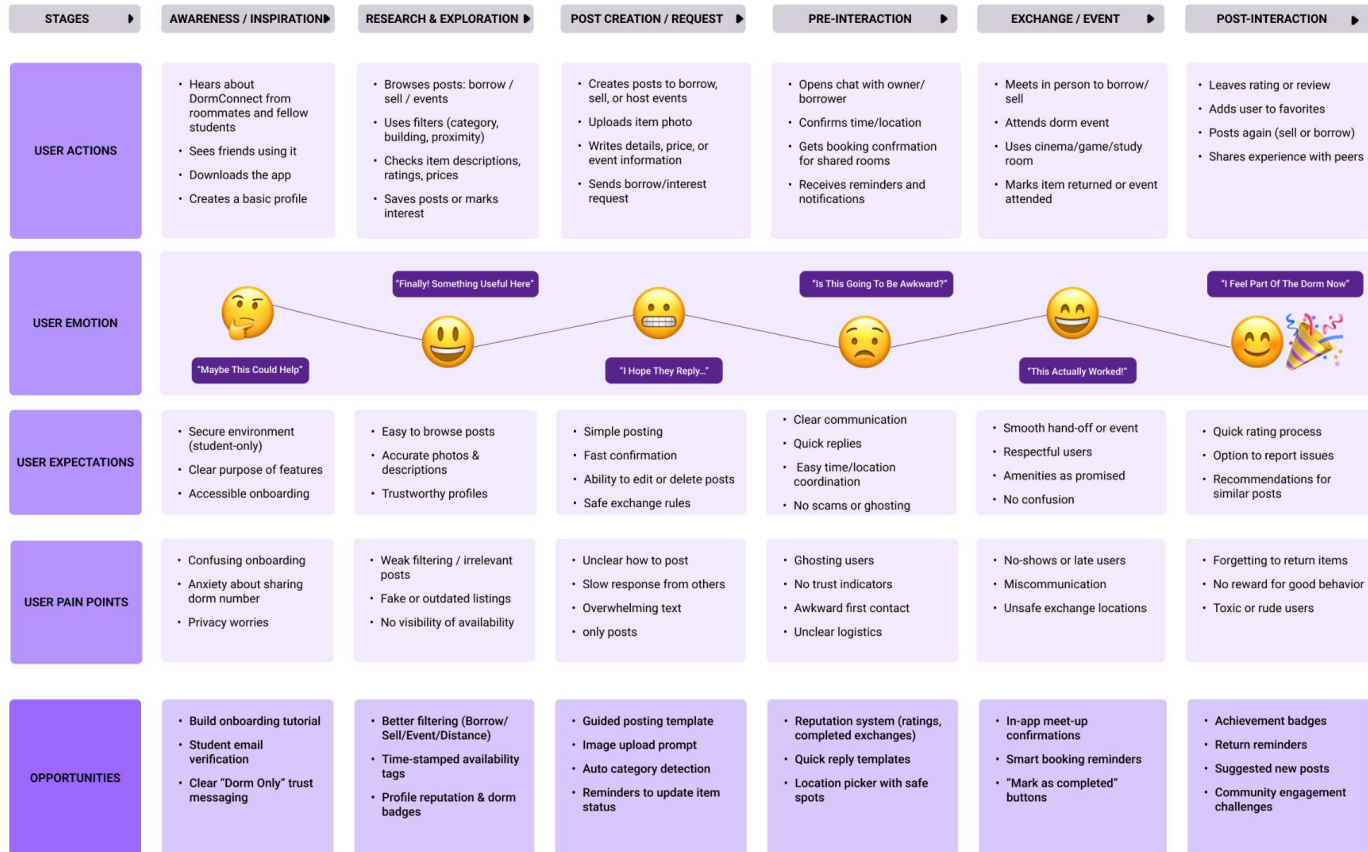 STAGES
AWARENESS / INSPIRATION
RESEARCH & EXPLORATION
POST CREATION / REQUEST
PRE-INTERACTION
EXCHANGE / EVENT
POST-INTERACTION
USER ACTIONS
• Hears about
DormConnect from
roommates and fellow
students
• Sees friends using it
• Downloads the app
• Creates a basic profile
• Browses posts: borrow /
sell / events
• Uses filters (category,
building, proximity)
• Checks item descriptions,
ratings, prices
• Saves posts or marks
interest
• Creates posts to borrow,
sell, or host events
• Uploads item photo
• Writes details, price, or
event information
• Sends borrow/interest
request
• Opens chat with owner/
borrower
• Confirms time/location
• Gets booking confrmation
for shared rooms
• Receives reminders and
notifications
• Meets in person to borrow/
sell
• Attends dorm event
• Uses cinema/game/study
room
• Marks item returned or event
attended
• Leaves rating or review
• Adds user to favorites
• Posts again (sell or borrow)
• Shares experience with peers
USER EMOTION
"Maybe This Could Help"
"Finally! Something Useful Here"
"I Hope They Reply..."
"Is This Going To Be Awkward?"
"This Actually Worked!"
"I Feel Part Of The Dorm Now"
USER EXPECTATIONS
• Secure environment
(student-only)
• Clear purpose of features
• Accessible onboarding
• Easy to browse posts
• Accurate photos &
descriptions
• Trustworthy profiles
• Simple posting
• Fast confirmation
• Ability to edit or delete posts
• Safe exchange rules
• Clear communication
• Quick replies
• Easy time/location
coordination
• No scams or ghosting
• Smooth hand-off or event
• Respectful users
• Amenities as promised
• No confusion
• Quick rating process
• Option to report issues
• Recommendations for
similar posts
USER PAIN POINTS
• Confusing onboarding
• Anxiety about sharing
dorm number
• Privacy worries
• Weak filtering / irrelevant
posts
• Fake or outdated listings
• No visibility of availability
• Unclear how to post
• Slow response from others
• Overwhelming text
• only posts
• Ghosting users
• No trust indicators
• Awkward first contact
• Unclear logistics
• No-shows or late users
• Miscommunication
• Unsafe exchange locations
• Forgetting to return items
• No reward for good behavior
• Toxic or rude users
OPPORTUNITIES
• Build onboarding tutorial
• Student email
verification
• Clear “Dorm Only” trust
messaging
• Better filtering (Borrow/
Sell/Event/Distance)
• Time-stamped availability
tags
• Profile reputation & dorm
badges
• Guided posting template
• Image upload prompt
• Auto category detection
• Reminders to update item
status
• Reputation system (ratings,
completed exchanges)
• Quick reply templates
• Location picker with safe
spots
• In-app meet-up
confirmations
• Smart booking reminders
• “Mark as completed”
buttons
• Achievement badges
• Return reminders
• Suggested new posts
• Community engagement
challenges